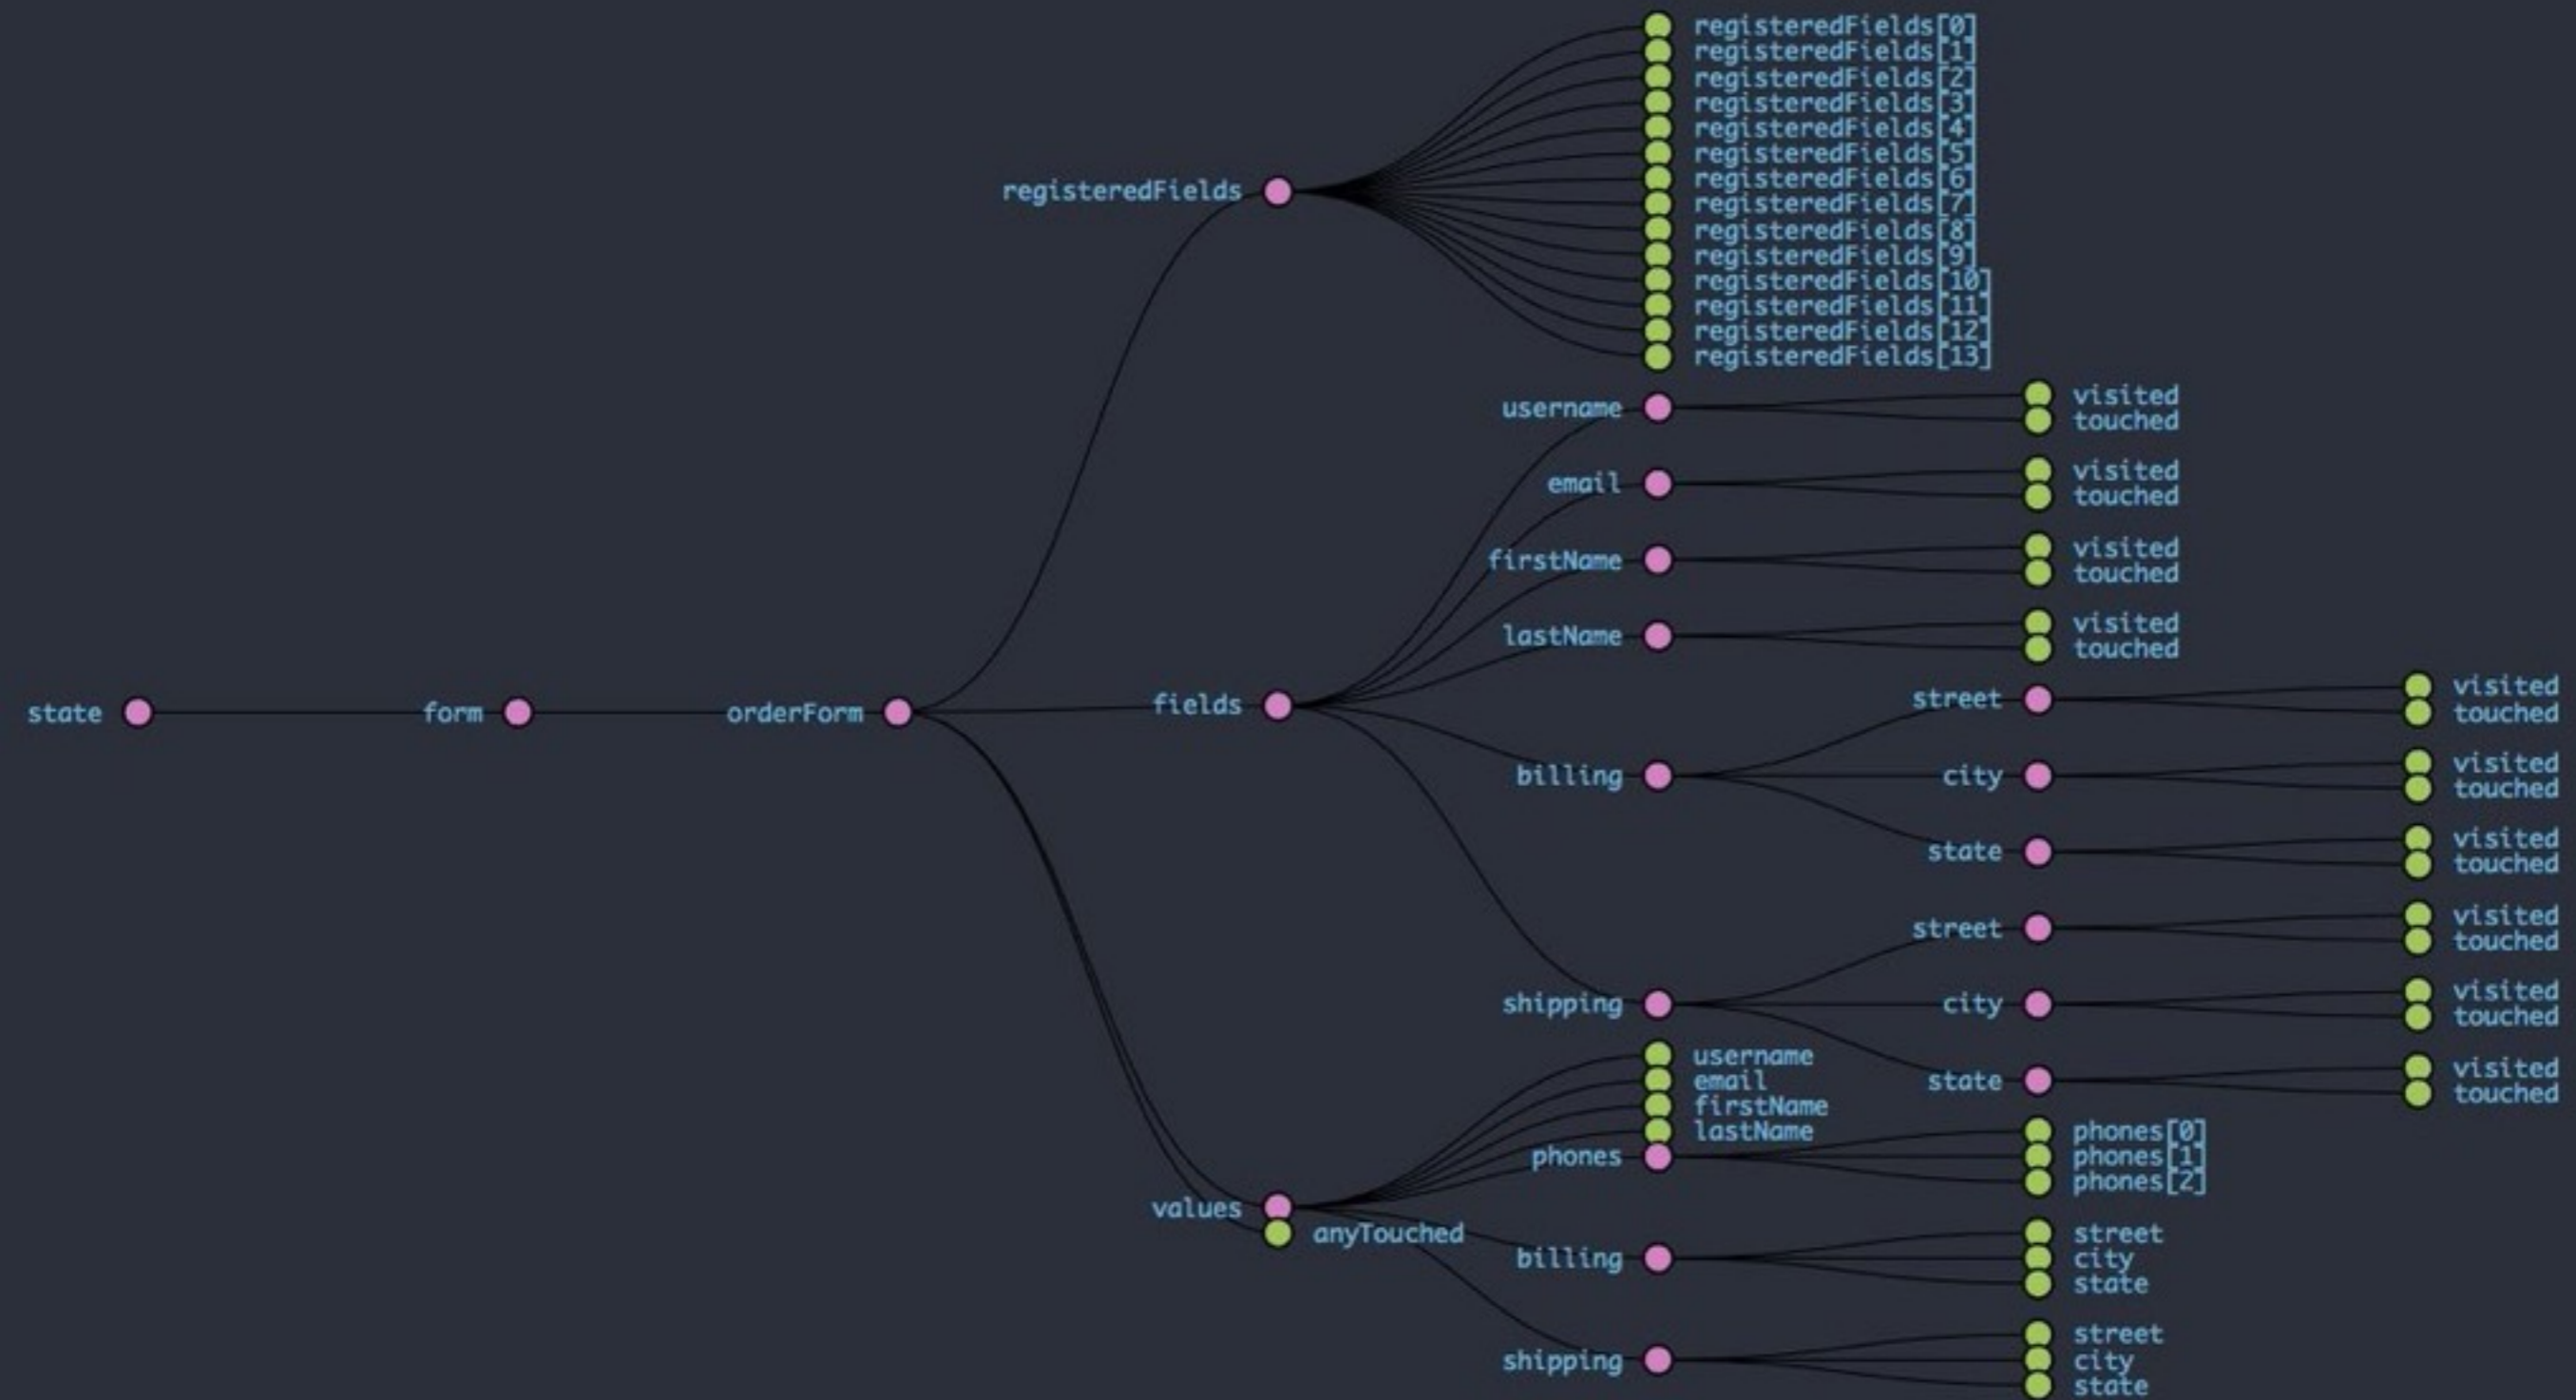 registeredFields[0]
registeredFields[1]
registeredFields[2]
registeredFields[3]
registeredFields[4]
registeredFields[5]
registeredFields[6]
registeredFields[7]
registeredFields[8]
registeredFields[9]
registeredFields[10]
registeredFields[11]
registeredFields[12]
registeredFields[13]
registeredFields
username
visited
touched
email
visited
touched
firstName
visited
touched
lastName
visited
touched
state
form
orderForm
fields
billing
street
visited
touched
city
visited
touched
state
visited
touched
shipping
street
visited
touched
city
visited
touched
state
visited
touched
values
username
email
firstName
lastName
phones
phones[0]
phones[1]
phones[2]
anyTouched
billing
street
city
state
shipping
street
city
state